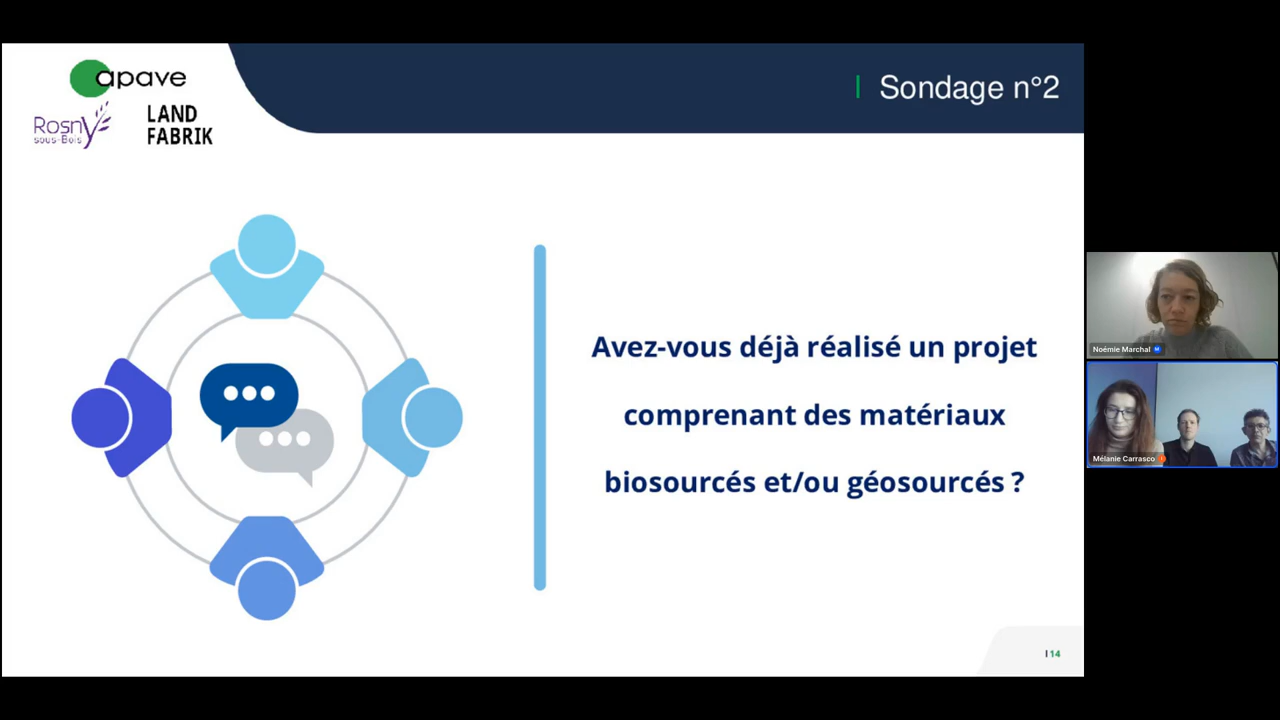 apave
Rosny
sous-Bois
LAND
FABRIK
Sondage n°2
Avez-vous déjà réalisé un projet
comprenant des matériaux
biosourcés et/ou géosourcés ?
14
Noémie Marchal
Mélanie Carrasco